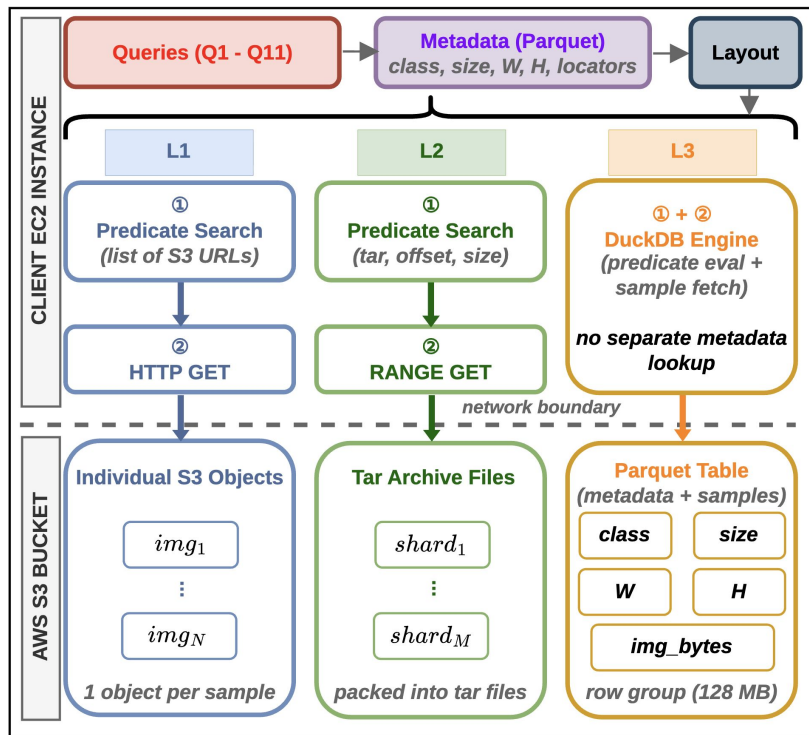 Queries (Q1 - Q11)
Metadata (Parquet)
class, size, W, H, locators
Layout
CLIENT EC2 INSTANCE
L1
L2
L3
①
Predicate Search
(list of S3 URLs)
①
Predicate Search
(tar, offset, size)
① + ②
DuckDB Engine
(predicate eval +
sample fetch)
no separate metadata
lookup
②
HTTP GET
②
RANGE GET
network boundary
AWS S3 BUCKET
Individual S3 Objects
img₁
⋮
img_N
1 object per sample
Tar Archive Files
shard₁
⋮
shard_M
packed into tar files
Parquet Table
(metadata + samples)
class
size
W
H
img_bytes
row group (128 MB)